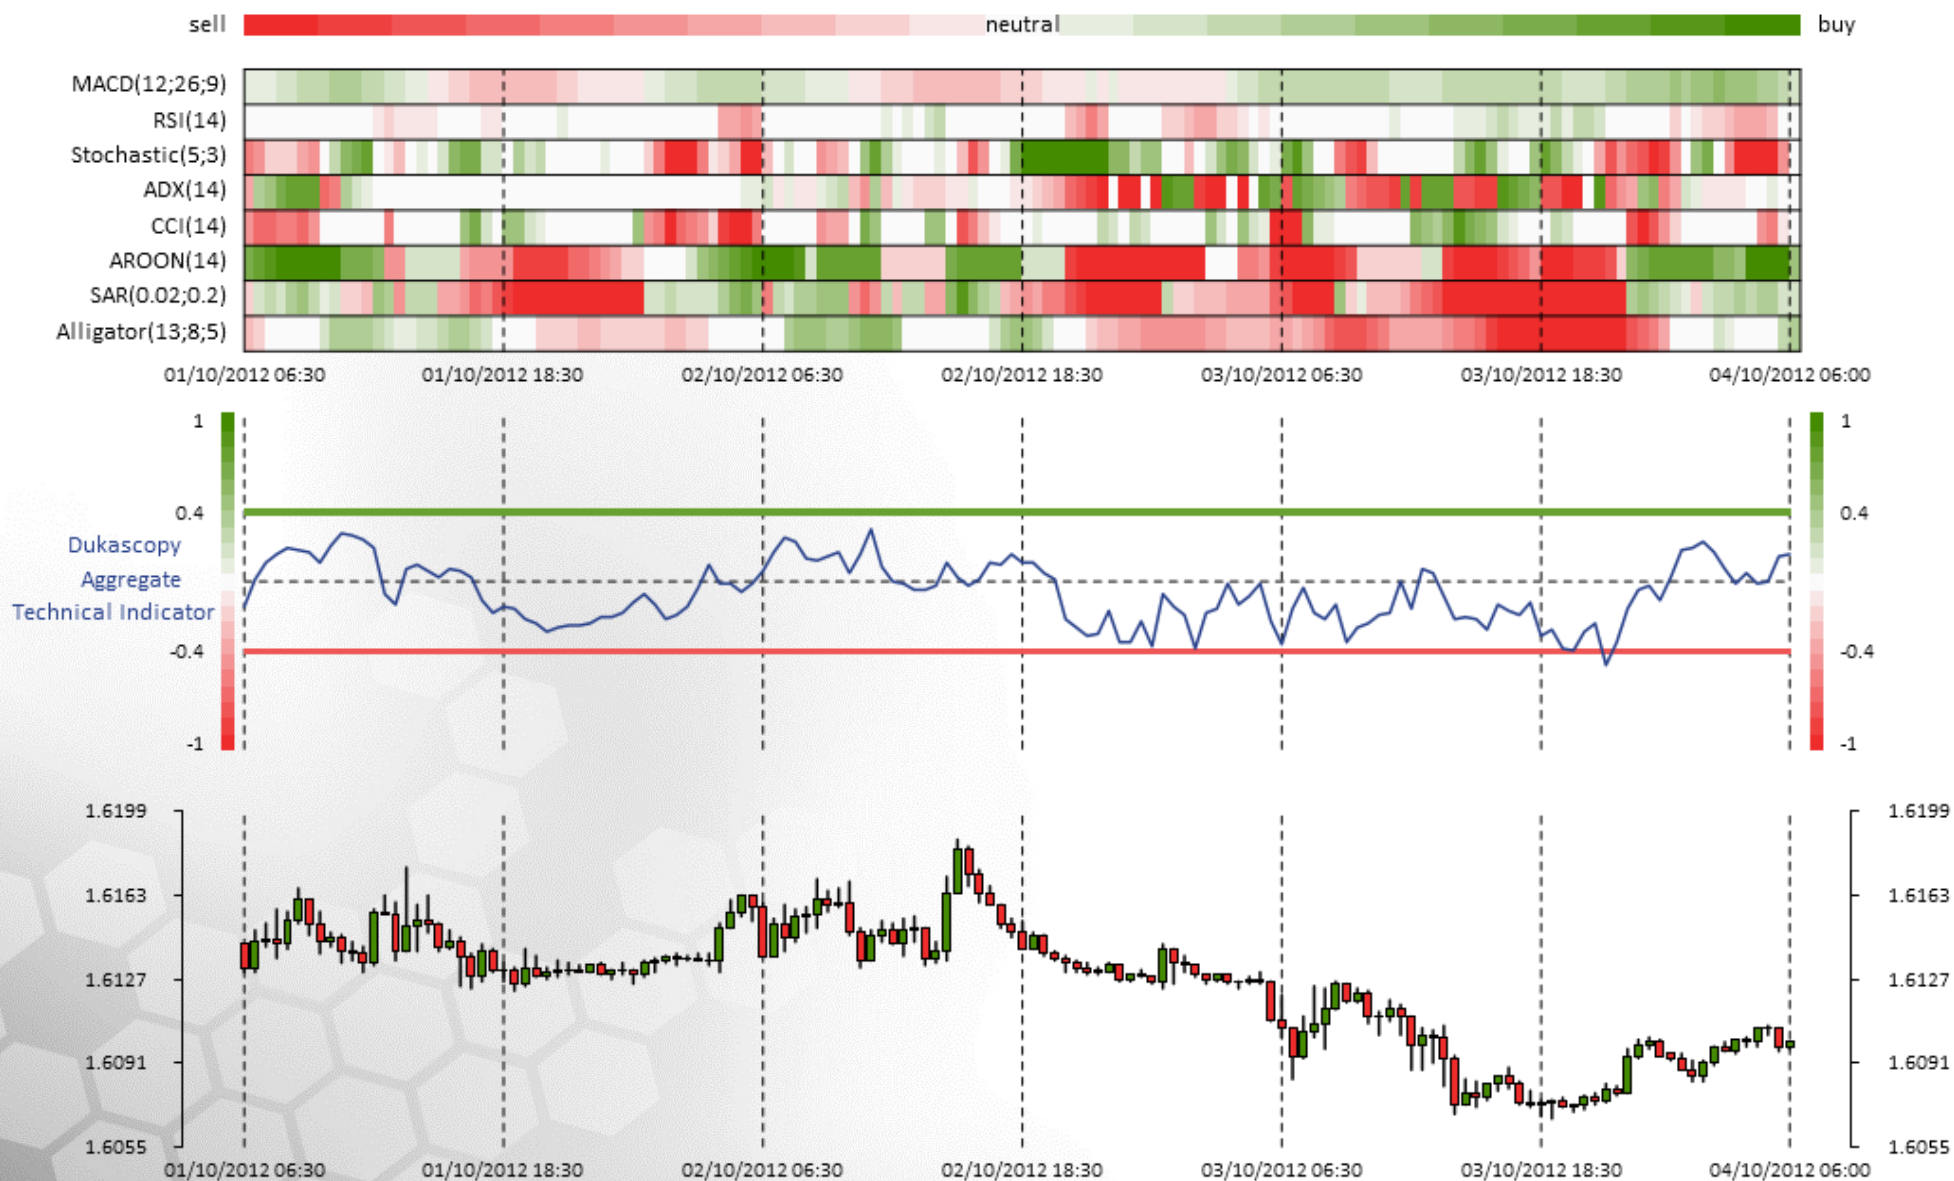 sell neutral buy
MACD(12;26;9)
RSI(14)
Stochastic(5;3)
ADX(14)
CCI(14)
AROON(14)
SAR(0.02;0.2)
Alligator(13;8;5)
01/10/2012 06:30 01/10/2012 18:30 02/10/2012 06:30 02/10/2012 18:30 03/10/2012 06:30 03/10/2012 18:30 04/10/2012 06:00
1 1
0.4 0.4
Dukascopy
Aggregate
Technical Indicator
-0.4 -0.4
-1 -1
1.6199 1.6199
1.6163 1.6163
1.6127 1.6127
1.6091 1.6091
1.6055 1.6055
01/10/2012 06:30 01/10/2012 18:30 02/10/2012 06:30 02/10/2012 18:30 03/10/2012 06:30 03/10/2012 18:30 04/10/2012 06:00